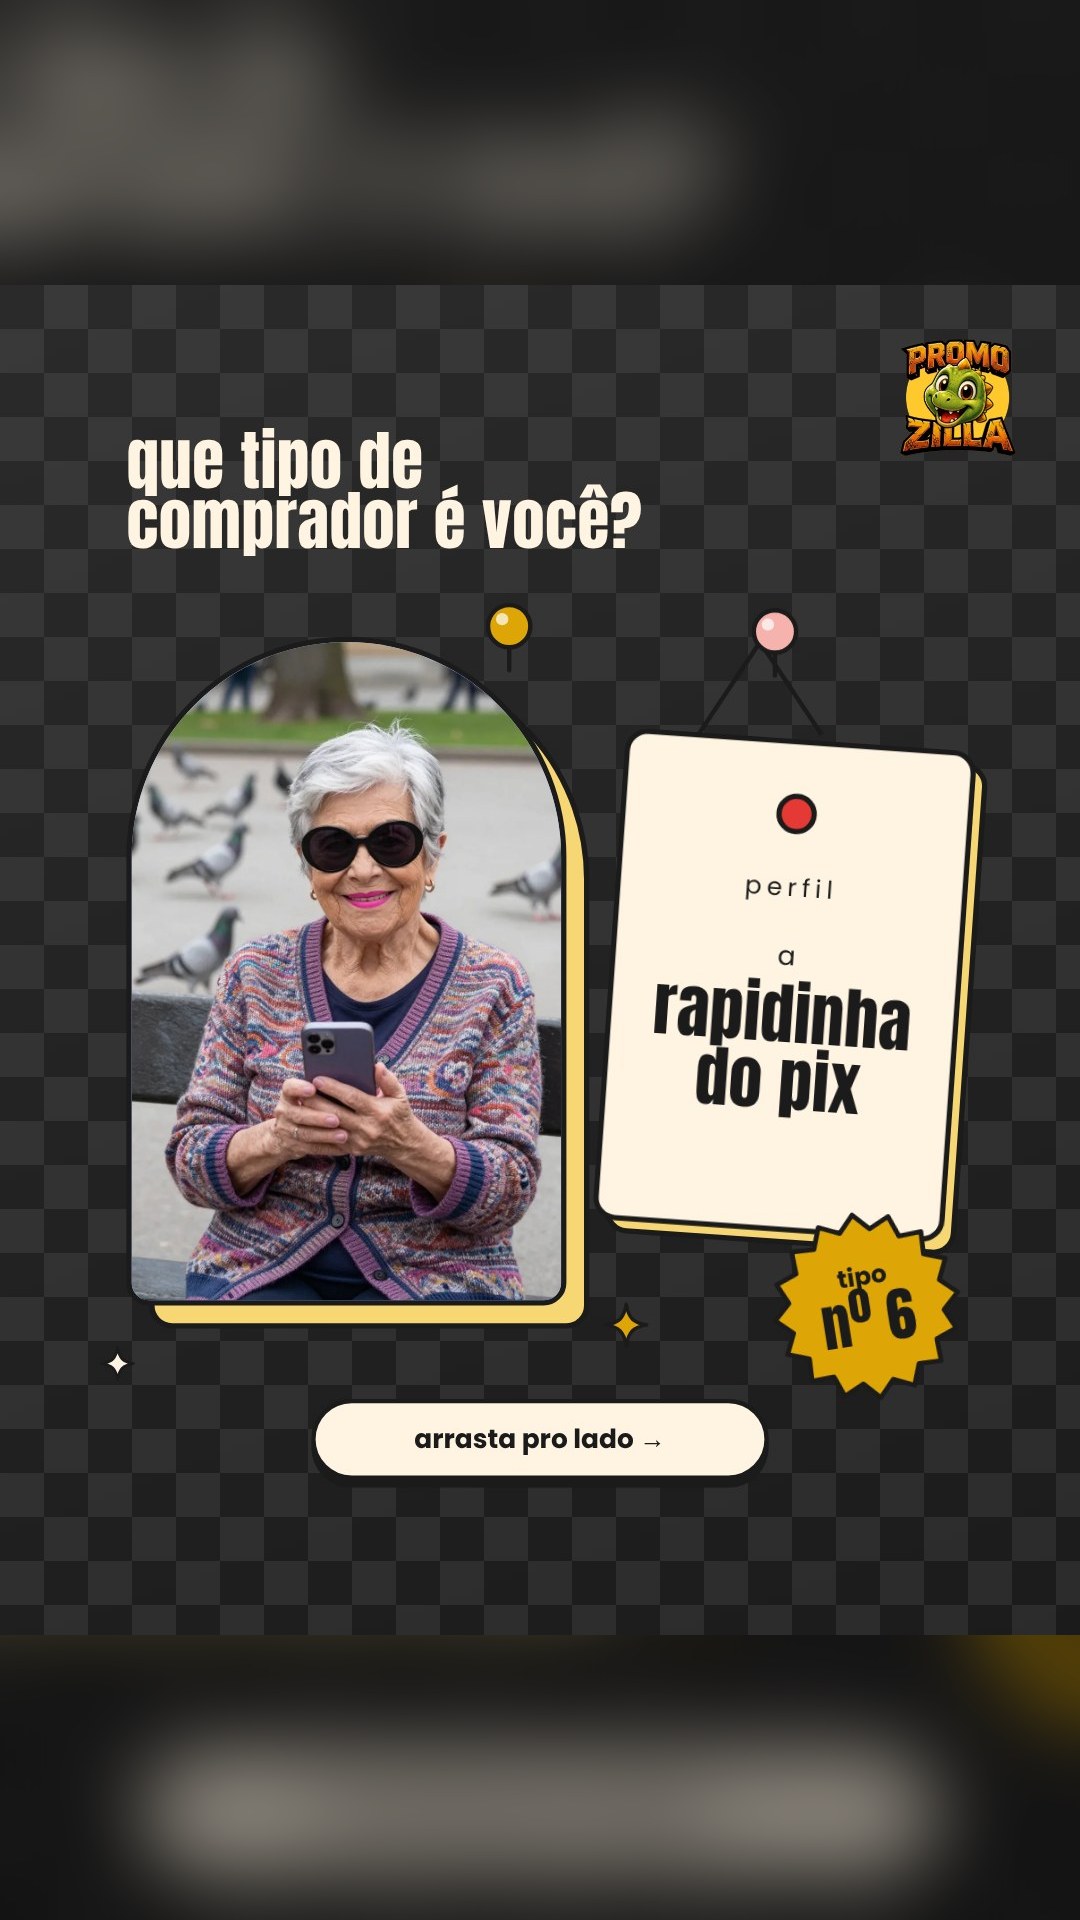 PROMO
ZILLA
que tipo de
comprador é você?
perfil
a
rapidinha
do pix
tipo
nº 6
arrasta pro lado →